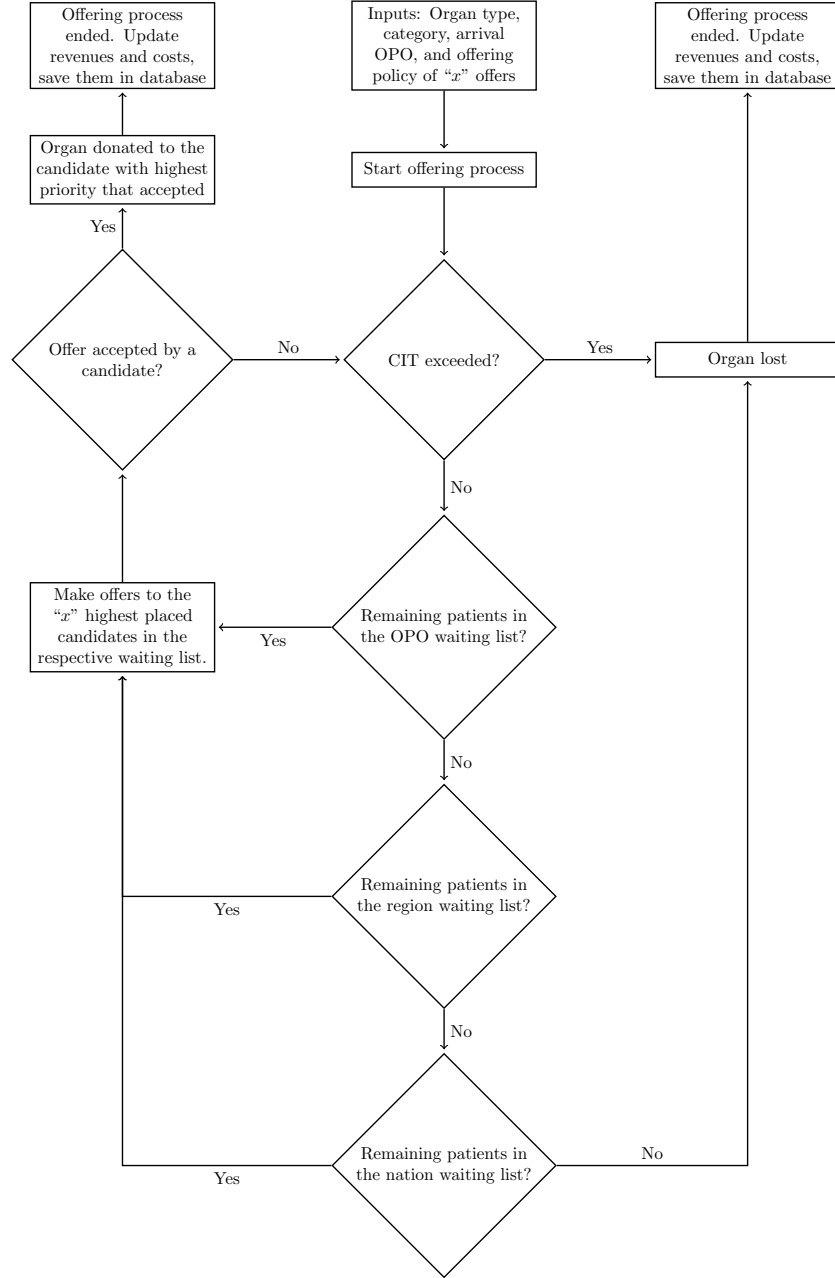 Offering process
ended. Update
revenues and costs,
save them in database
Inputs: Organ type,
category, arrival
OPO, and offering
policy of “x” offers
Offering process
ended. Update
revenues and costs,
save them in database
Organ donated to the
candidate with highest
priority that accepted
Start offering process
Yes
Offer accepted by a
candidate?
No
CIT exceeded?
Yes
Organ lost
No
Make offers to the
“x” highest placed
candidates in the
respective waiting list.
Yes
Remaining patients in
the OPO waiting list?
No
Remaining patients in
the region waiting list?
Yes
No
Remaining patients in
the nation waiting list?
Yes
No